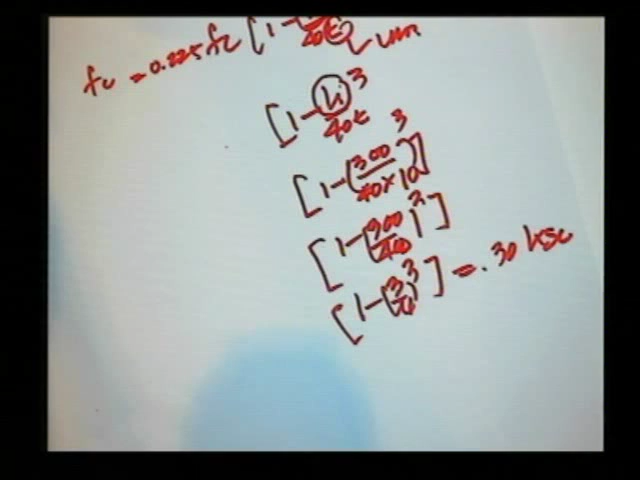 fc = 0.225 fc [1-
40t
[1-(h)³
40t
[1-(300)³]
40×10
[1-(300)³]
400
[1-(3)³] = .30 ksc
4